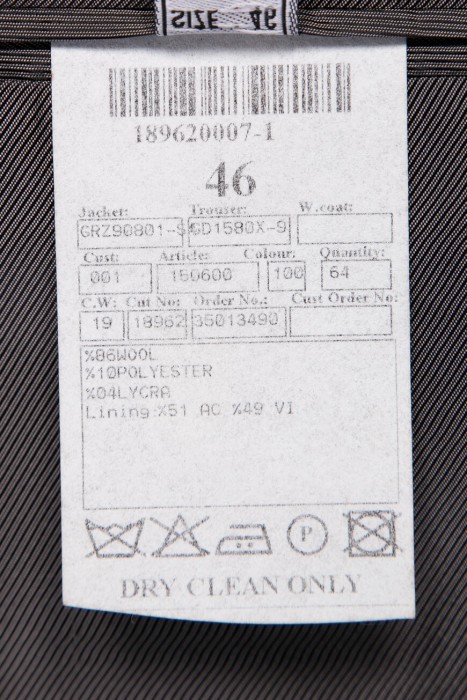 SIZE 46
189620007-1
46
Jacket: Trouser: W.coat:
GRZ90801-S GD1580X-9
Cust: Article: Colour: Quantity:
001 150600 100 64
C.W: Cut No: Order No.: Cust Order No:
19 18962 35013490
%86WOOL
%10POLYESTER
%04LYCRA
Lining:%51 AC %49 VI
P
DRY CLEAN ONLY